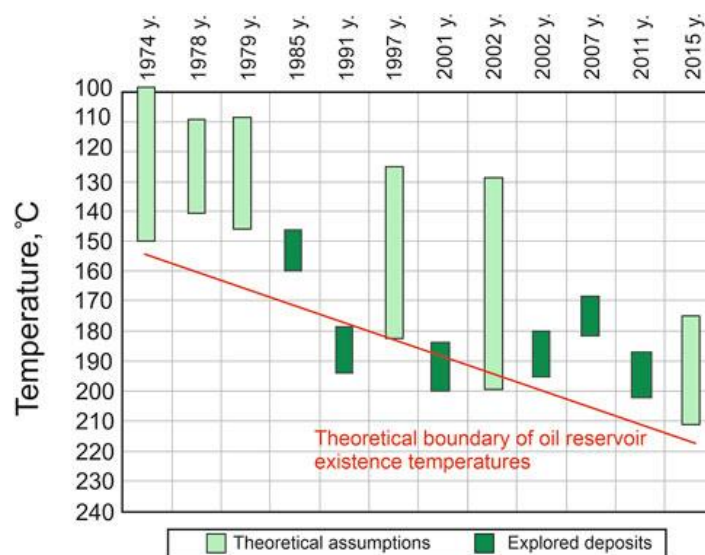 1974 y.
1978 y.
1979 y.
1985 y.
1991 y.
1997 y.
2001 y.
2002 y.
2002 y.
2007 y.
2011 y.
2015 y.
Temperature, °C
100
110
120
130
140
150
160
170
180
190
200
210
220
230
240
Theoretical boundary of oil reservoir
existence temperatures
Theoretical assumptions
Explored deposits